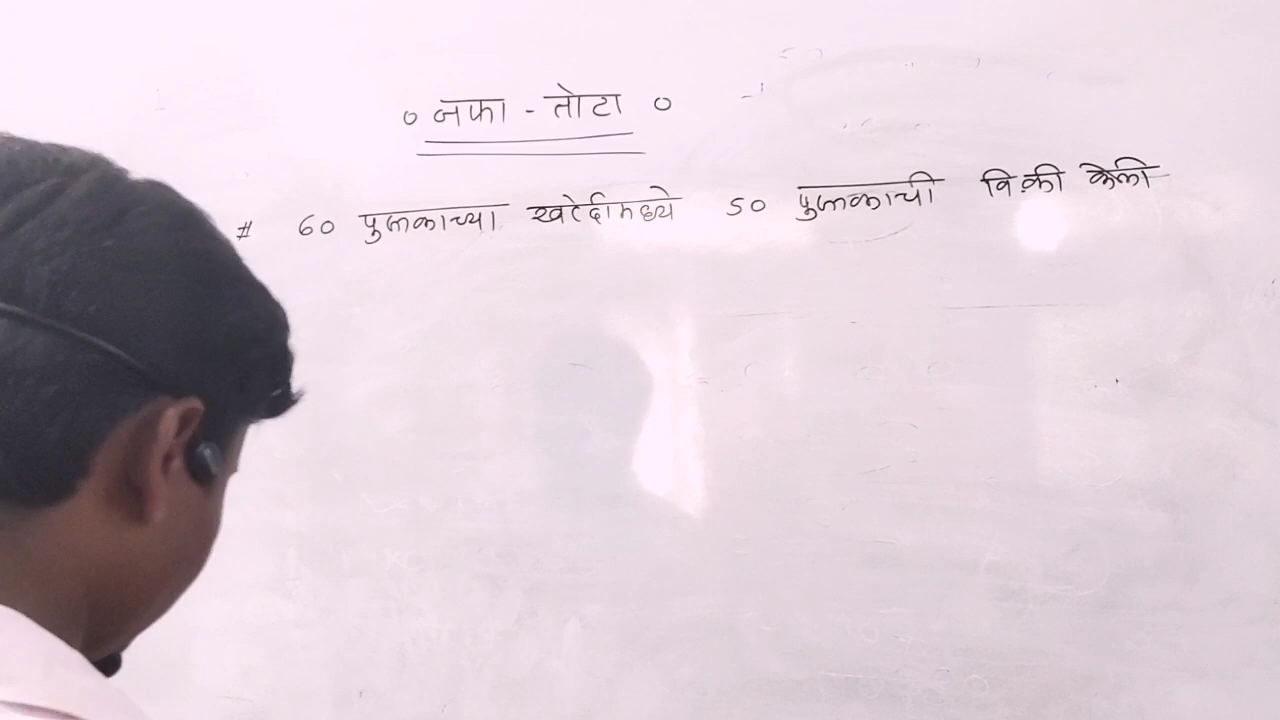 ० नफा - तोटा ०
# 60 पुस्तकाच्या खरेदीमध्ये 50 पुस्तकाची विक्री केली